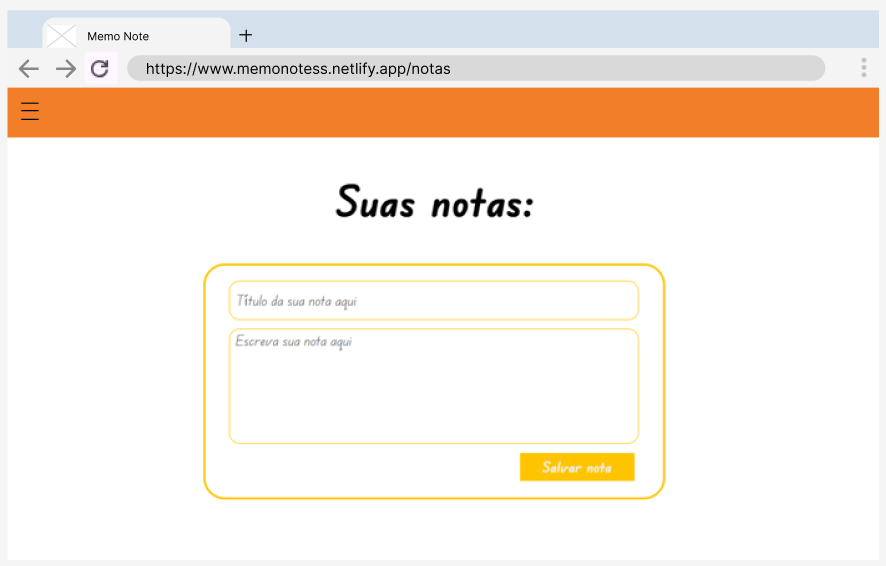 Memo Note
https://www.memonotess.netlify.app/notas
Suas notas:
Título da sua nota aqui
Escreva sua nota aqui
Salvar nota